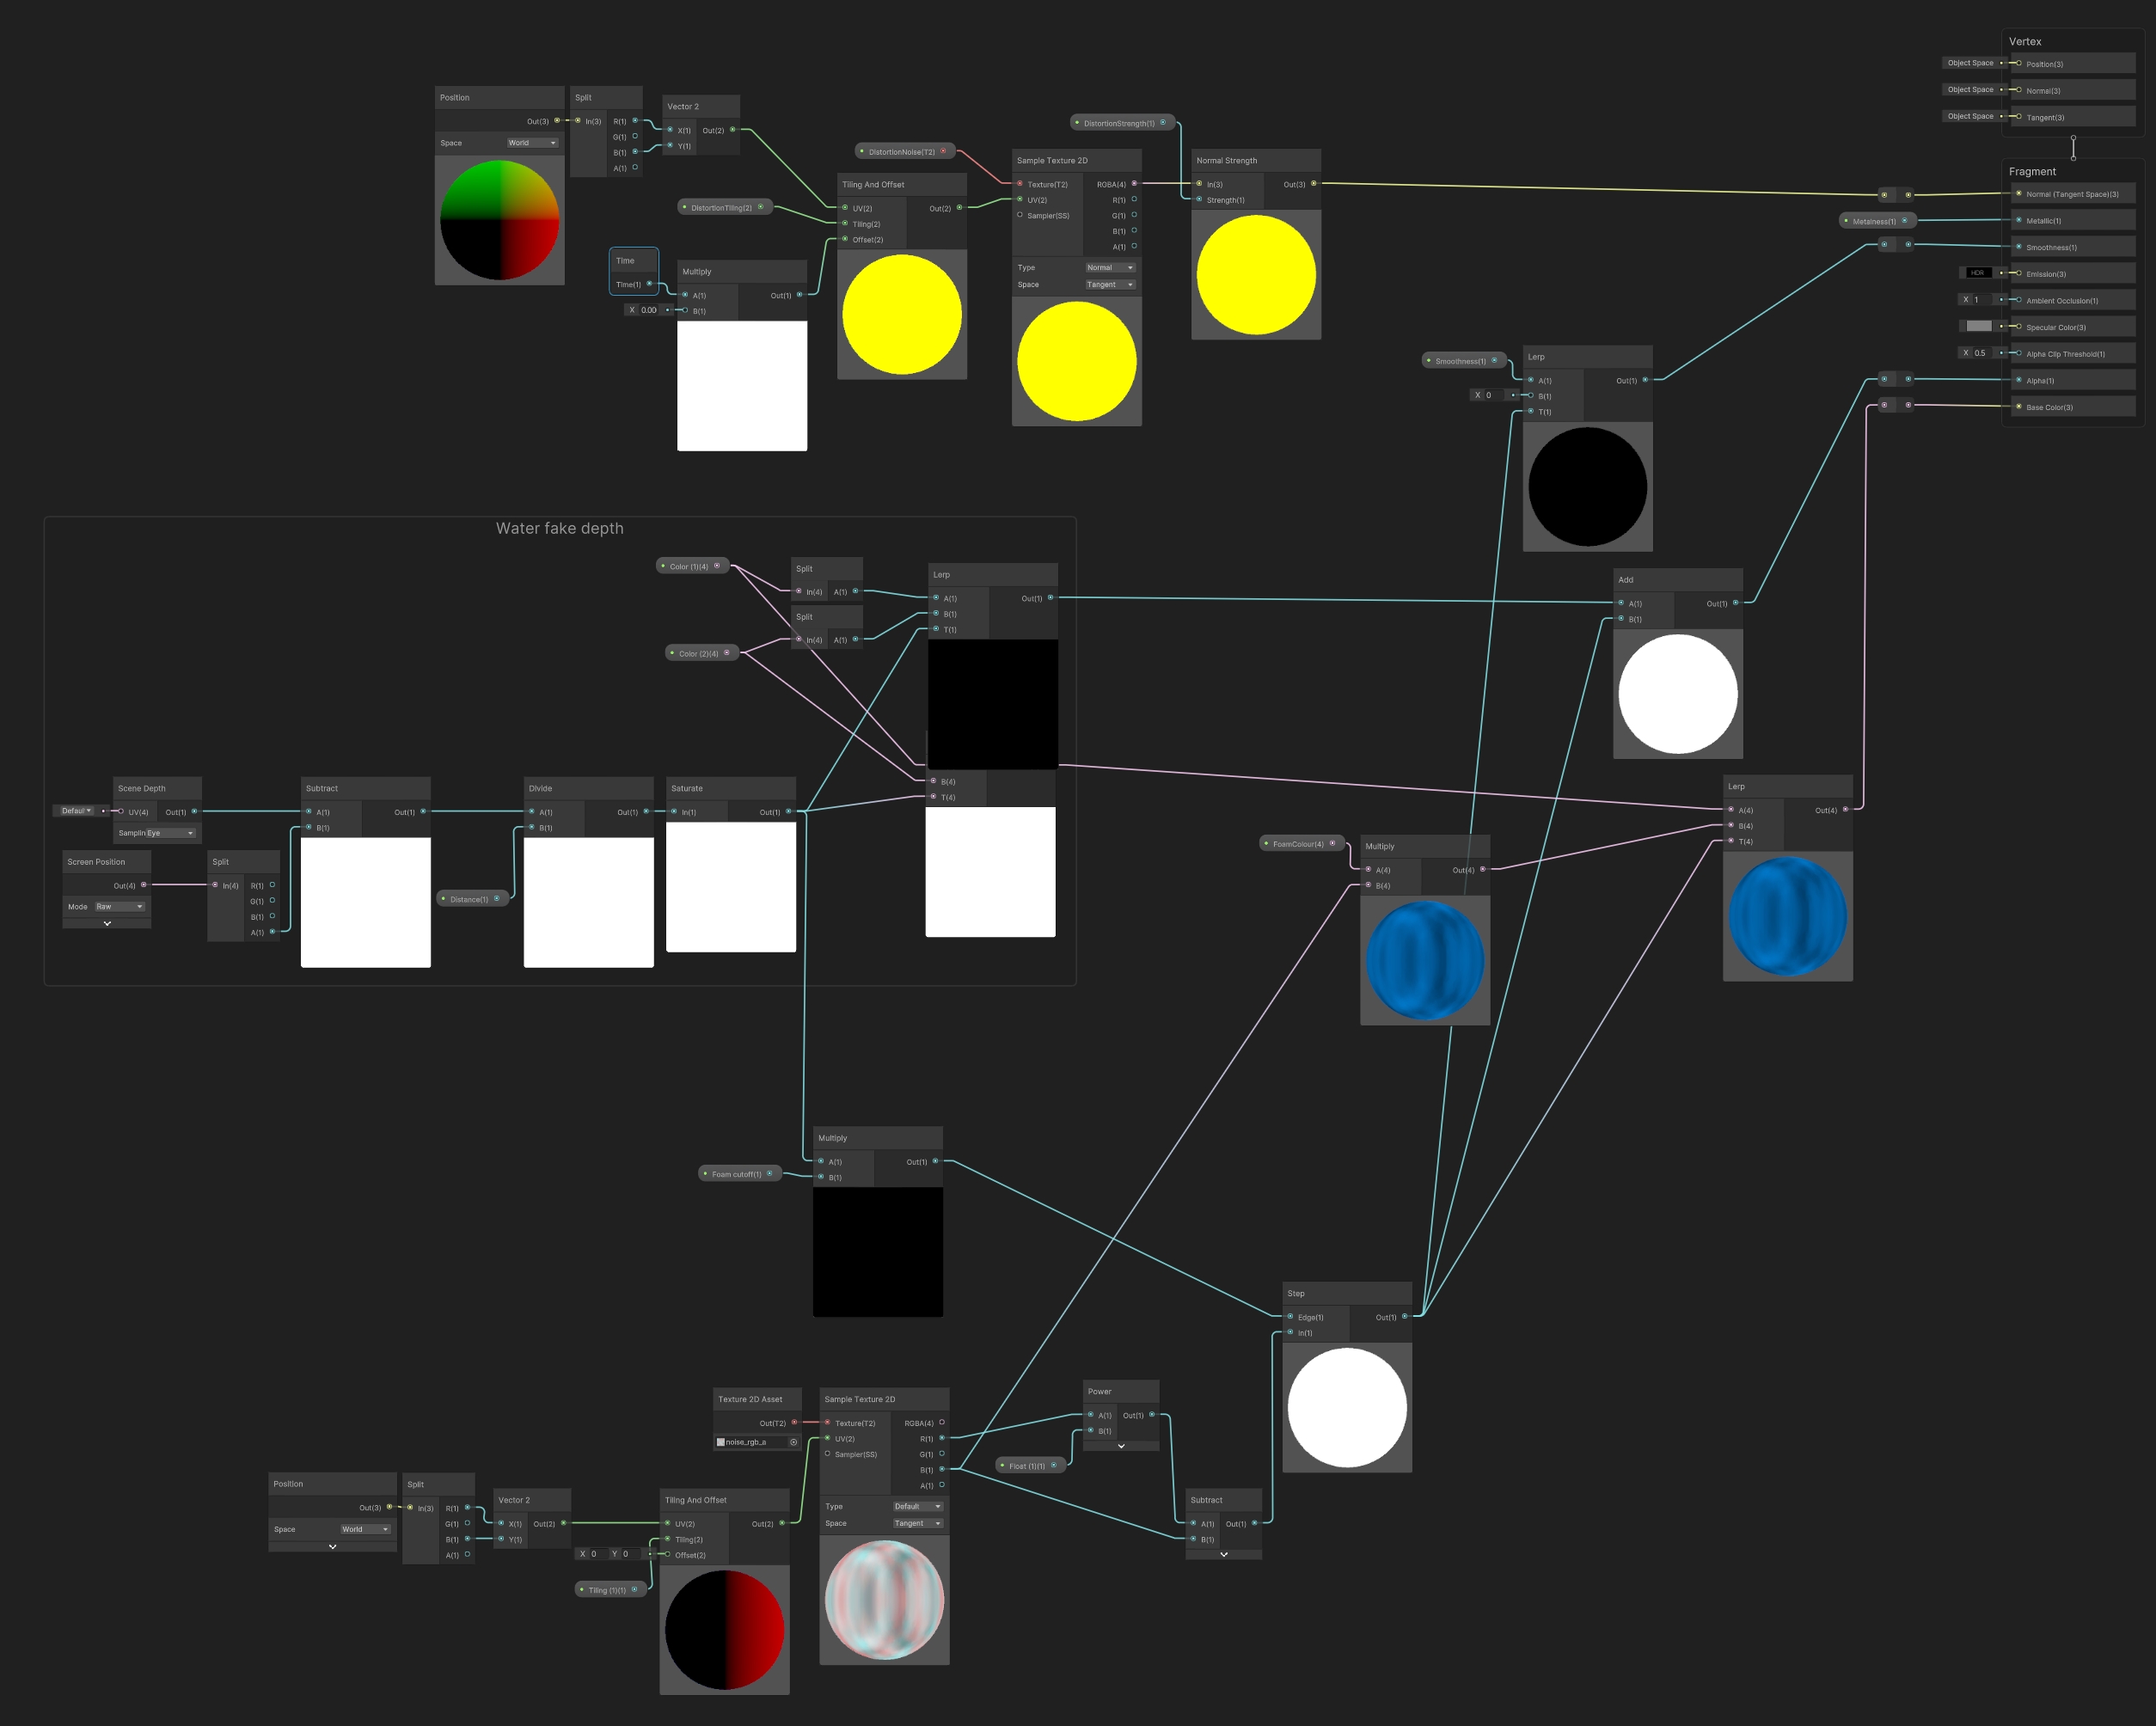 Vertex
Object Space
Position(3)
Object Space
Normal(3)
Object Space
Tangent(3)
Fragment
Normal (Tangent Space)(3)
Metalness(1)
Metallic(1)
Smoothness(1)
HDR
Emission(3)
X 1
Ambient Occlusion(1)
Specular Color(3)
X 0.5
Alpha Clip Threshold(1)
Alpha(1)
Base Color(3)
Position
Out(3)
Space World
Split
In(3) R(1)
G(1)
B(1)
A(1)
Vector 2
X(1) Out(2)
Y(1)
DistortionTiling(2)
Time
Time(1)
X 0.00
Multiply
A(1) Out(1)
B(1)
DistortionNoise(T2)
Tiling And Offset
UV(2) Out(2)
Tiling(2)
Offset(2)
Sample Texture 2D
Texture(T2) RGBA(4)
UV(2) R(1)
Sampler(SS) G(1)
B(1)
A(1)
Type Normal
Space Tangent
DistortionStrength(1)
Normal Strength
In(3) Out(3)
Strength(1)
Smoothness(1)
X 0
Lerp
A(1) Out(1)
B(1)
T(1)
Water fake depth
Color (1)(4)
Color (2)(4)
Split
In(4) A(1)
Split
In(4) A(1)
Lerp
A(1) Out(1)
B(1)
T(1)
B(4)
T(4)
Defaul
Scene Depth
UV(4) Out(1)
Samplin Eye
Screen Position
Out(4)
Mode Raw
Split
In(4) R(1)
G(1)
B(1)
A(1)
Subtract
A(1) Out(1)
B(1)
Distance(1)
Divide
A(1) Out(1)
B(1)
Saturate
In(1) Out(1)
Add
A(1) Out(1)
B(1)
FoamColour(4)
Multiply
A(4) Out(4)
B(4)
Lerp
A(4) Out(4)
B(4)
T(4)
Foam cutoff(1)
Multiply
A(1) Out(1)
B(1)
Step
Edge(1) Out(1)
In(1)
Position
Out(3)
Space World
Split
In(3) R(1)
G(1)
B(1)
A(1)
Vector 2
X(1) Out(2)
Y(1)
X 0 Y 0
Tiling (1)(1)
Tiling And Offset
UV(2) Out(2)
Tiling(2)
Offset(2)
Texture 2D Asset
Out(T2)
noise_rgb_a
Sample Texture 2D
Texture(T2) RGBA(4)
UV(2) R(1)
Sampler(SS) G(1)
B(1)
A(1)
Type Default
Space Tangent
Float (1)(1)
Power
A(1) Out(1)
B(1)
Subtract
A(1) Out(1)
B(1)